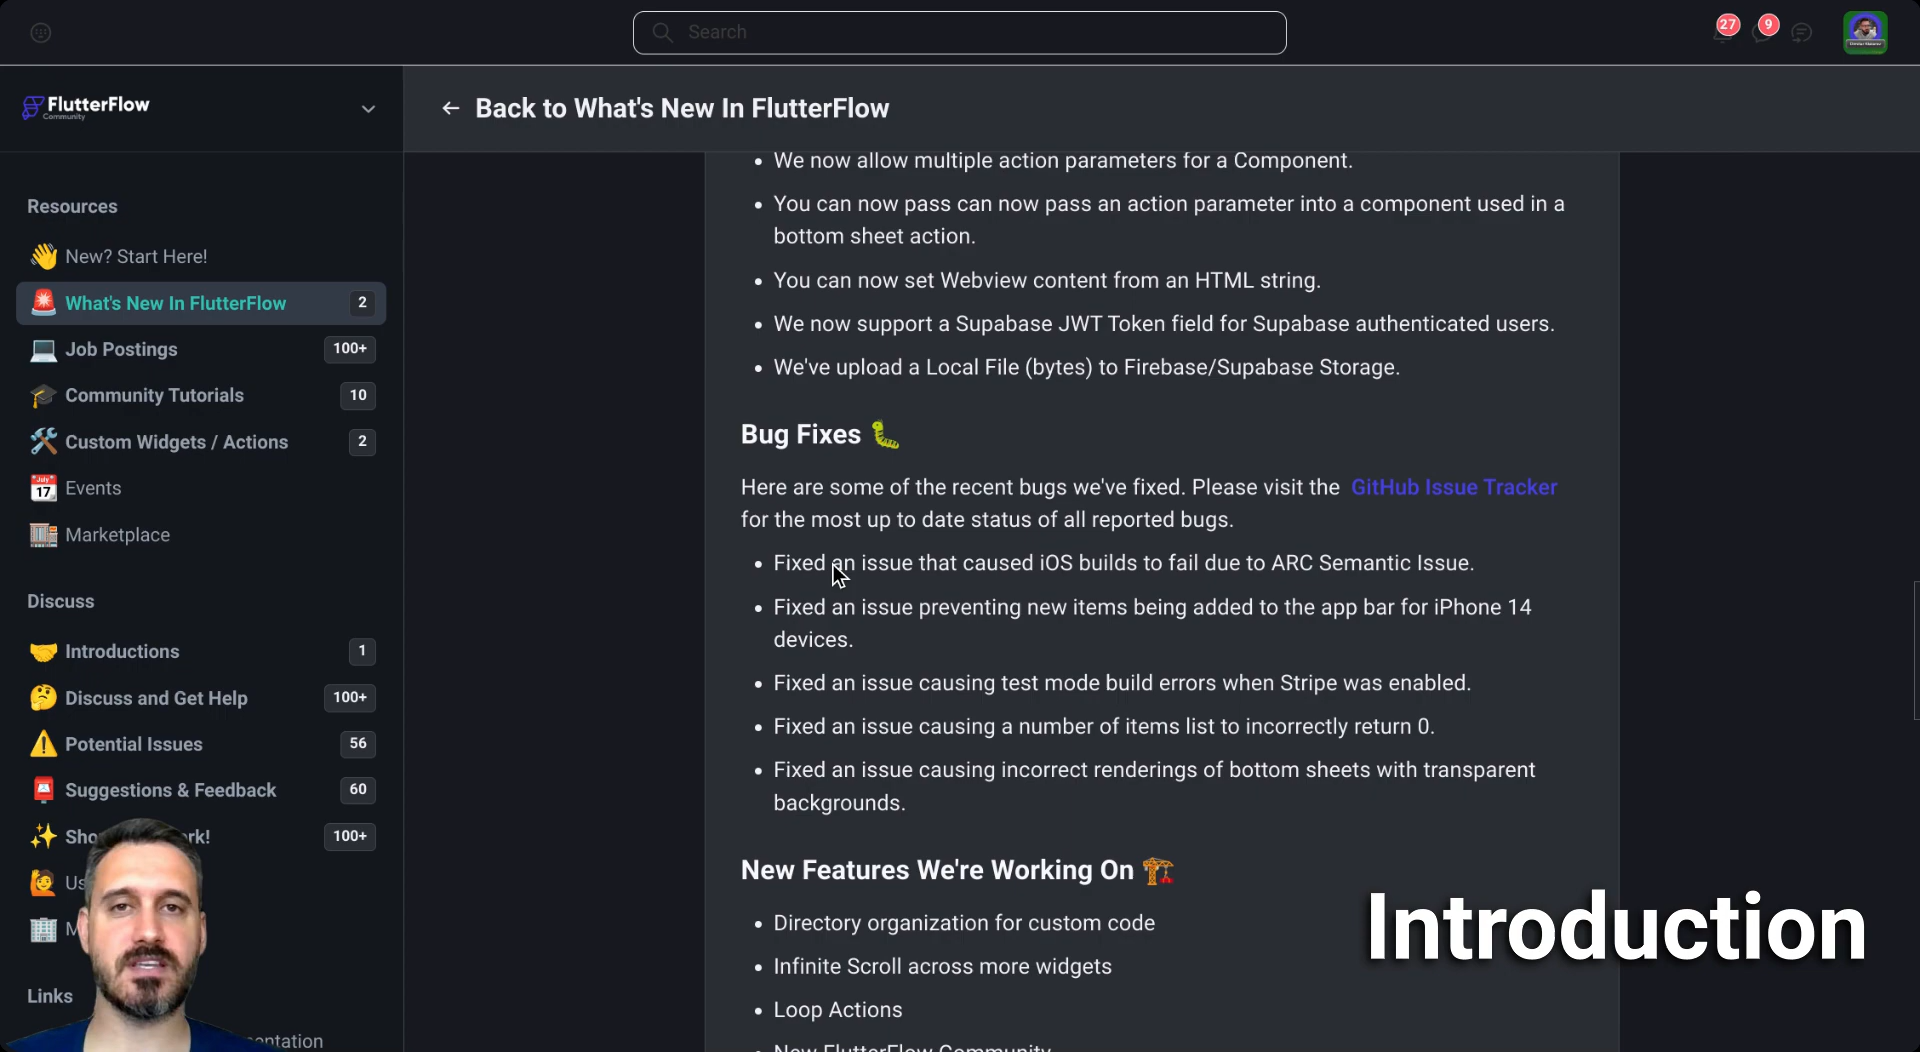 Search
27
9
FlutterFlow
Community
Back to What's New In FlutterFlow
Resources
New? Start Here!
What's New In FlutterFlow 2
Job Postings 100+
Community Tutorials 10
Custom Widgets / Actions 2
July
17
Events
Marketplace
Discuss
Introductions 1
Discuss and Get Help 100+
Potential Issues 56
Suggestions & Feedback 60
100+
Links
We now allow multiple action parameters for a Component.
You can now pass can now pass an action parameter into a component used in a
bottom sheet action.
You can now set Webview content from an HTML string.
We now support a Supabase JWT Token field for Supabase authenticated users.
We've upload a Local File (bytes) to Firebase/Supabase Storage.
Bug Fixes 🐛
Here are some of the recent bugs we've fixed. Please visit the GitHub Issue Tracker
for the most up to date status of all reported bugs.
Fixed an issue that caused iOS builds to fail due to ARC Semantic Issue.
Fixed an issue preventing new items being added to the app bar for iPhone 14
devices.
Fixed an issue causing test mode build errors when Stripe was enabled.
Fixed an issue causing a number of items list to incorrectly return 0.
Fixed an issue causing incorrect renderings of bottom sheets with transparent
backgrounds.
New Features We're Working On 🏗️
Directory organization for custom code
Infinite Scroll across more widgets
Loop Actions
New FlutterFlow Community
Introduction